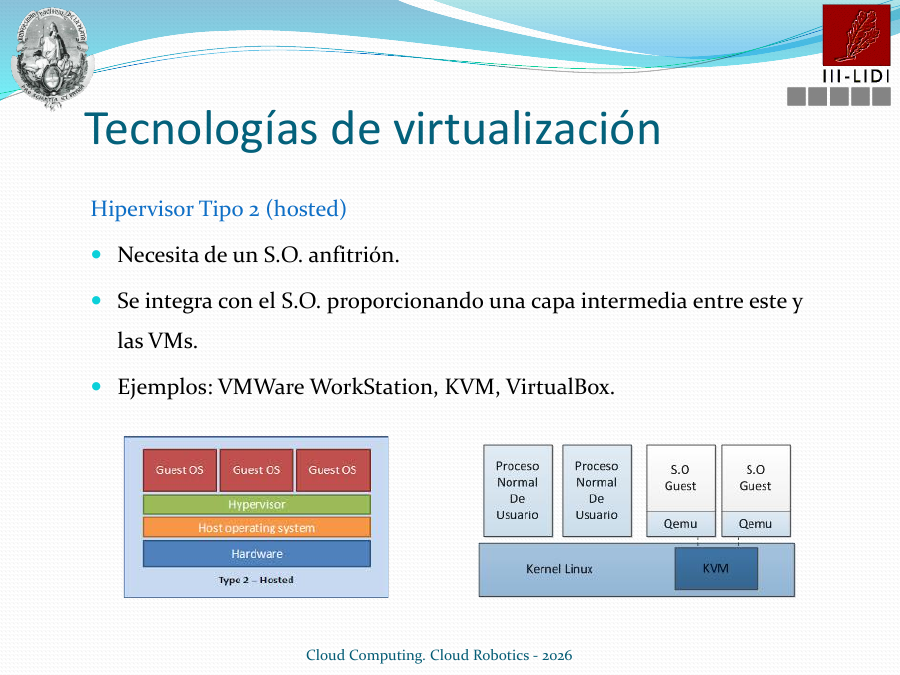 III-LIDI
Tecnologías de virtualización
Hipervisor Tipo 2 (hosted)
Necesita de un S.O. anfitrión.
Se integra con el S.O. proporcionando una capa intermedia entre este y
las VMs.
Ejemplos: VMWare WorkStation, KVM, VirtualBox.
Guest OS Guest OS Guest OS
Hypervisor
Host operating system
Hardware
Type 2 – Hosted
Proceso
Normal
De
Usuario
Proceso
Normal
De
Usuario
S.O
Guest
Qemu
S.O
Guest
Qemu
Kernel Linux
KVM
Cloud Computing. Cloud Robotics - 2026